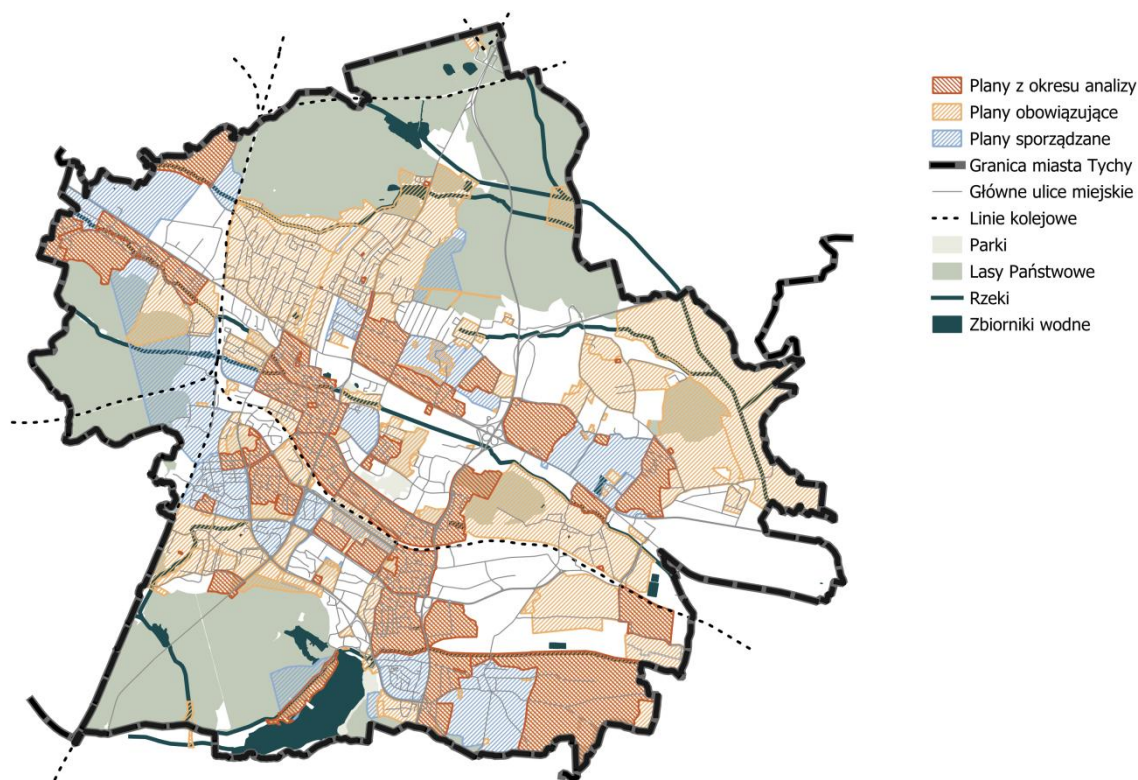 Plany z okresu analizy
Plany obowiązujące
Plany sporządzane
Granica miasta Tychy
Główne ulice miejskie
Linie kolejowe
Parki
Lasy Państwowe
Rzeki
Zbiorniki wodne